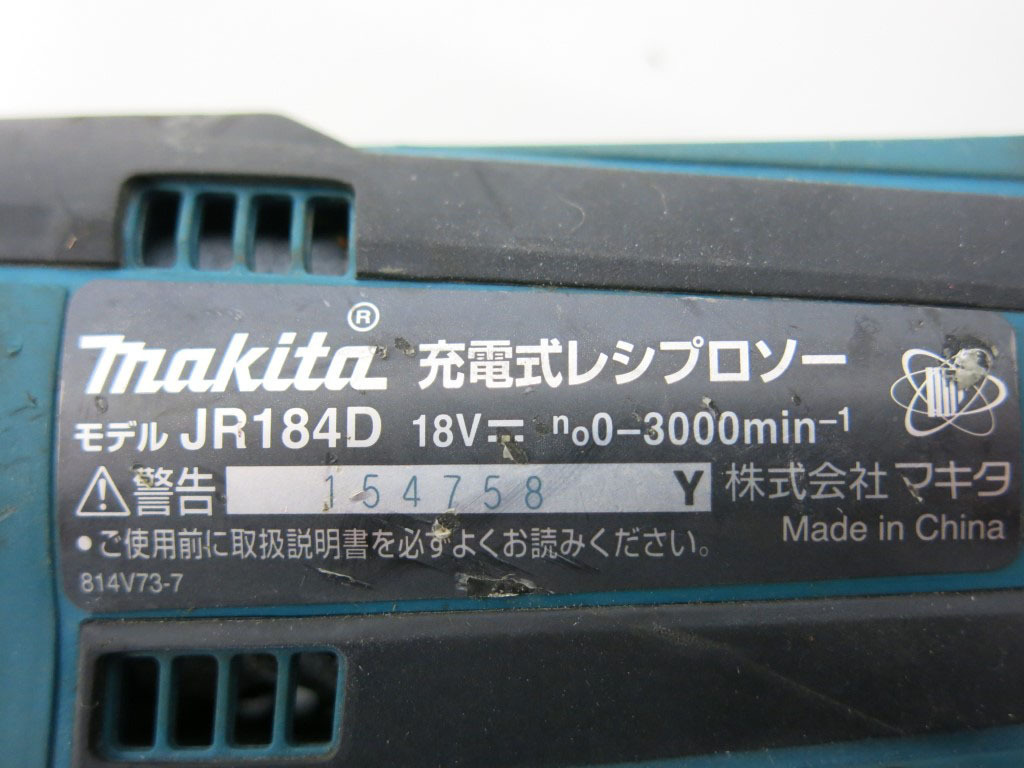 makita® 充電式レシプロソー
モデル JR184D 18V⎓ n₀0-3000min⁻¹
⚠警告 154758 Y 株式会社 マキタ
Made in China
•ご使用前に取扱説明書を必ずよくお読みください。
814V73-7